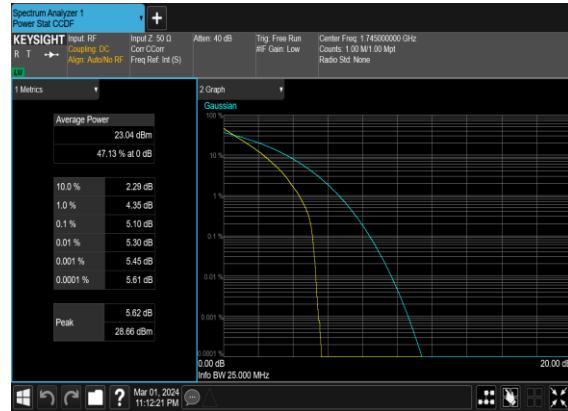 Spectrum Analyzer 1
Power Stat CCDF
+
KEYSIGHT
R T
LXI
Input: RF
Coupling: DC
Align: Auto/No RF
Input Z: 50 Ω
Corr CCorr
Freq Ref: Int (S)
Atten: 40 dB
Trig: Free Run
#IF Gain: Low
Center Freq: 1.745000000 GHz
Counts: 1.00 M/1.00 Mpt
Radio Std: None
1 Metrics
Average Power
23.04 dBm
47.13 % at 0 dB
10.0 % 2.29 dB
1.0 % 4.35 dB
0.1 % 5.10 dB
0.01 % 5.30 dB
0.001 % 5.45 dB
0.0001 % 5.61 dB
Peak
5.62 dB
28.66 dBm
2 Graph
Gaussian
100 %
10 %
1 %
0.1 %
0.01 %
0.001 %
0.0001 %
0.00 dB 20.00 dB
Info BW 25.000 MHz
?
Mar 01, 2024
11:12:21 PM